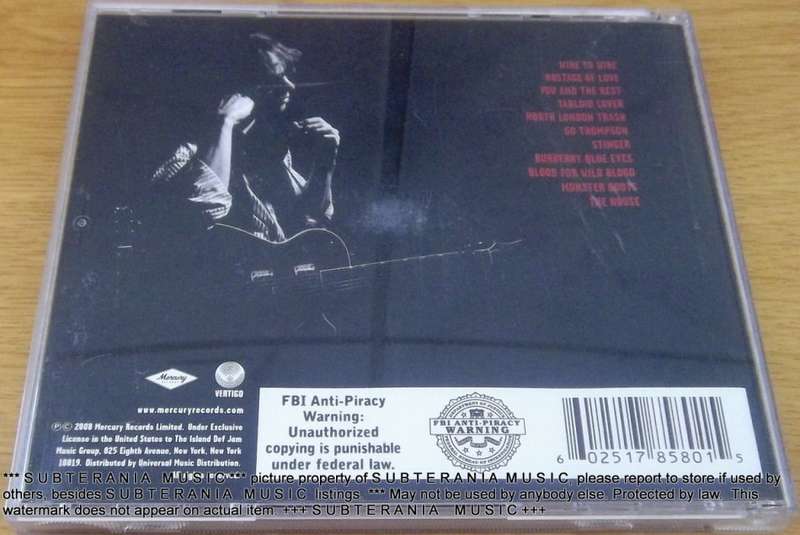 WIRE TO WIRE
HOSTAGE OF LOVE
YOU AND THE REST
TABLOID LOVER
NORTH LONDON TRASH
GO THOMPSON
STINGER
BURBERRY BLUE EYES
BLOOD FOR WILD BLOOD
MONSTER BOOTS
THE HOUSE
Mercury
RECORDS
VERTIGO
www.mercuryrecords.com
℗ © 2008 Mercury Records Limited. Under Exclusive
License in the United States to The Island Def Jam
Music Group, 825 Eighth Avenue, New York, New York
10019. Distributed by Universal Music Distribution.
FBI Anti-Piracy
Warning:
Unauthorized
copying is punishable
under federal law.
FBI ANTI-PIRACY
WARNING
6 02517 85801 5
*** S U B T E R A N I A   M U S I C *** picture property of S U B T E R A N I A M U S I C, please report to store if used by
others, besides S U B T E R A N I A   M U S I C listings. *** May not be used by anybody else. Protected by law. This
watermark does not appear on actual item. +++ S U B T E R A N I A   M U S I C +++